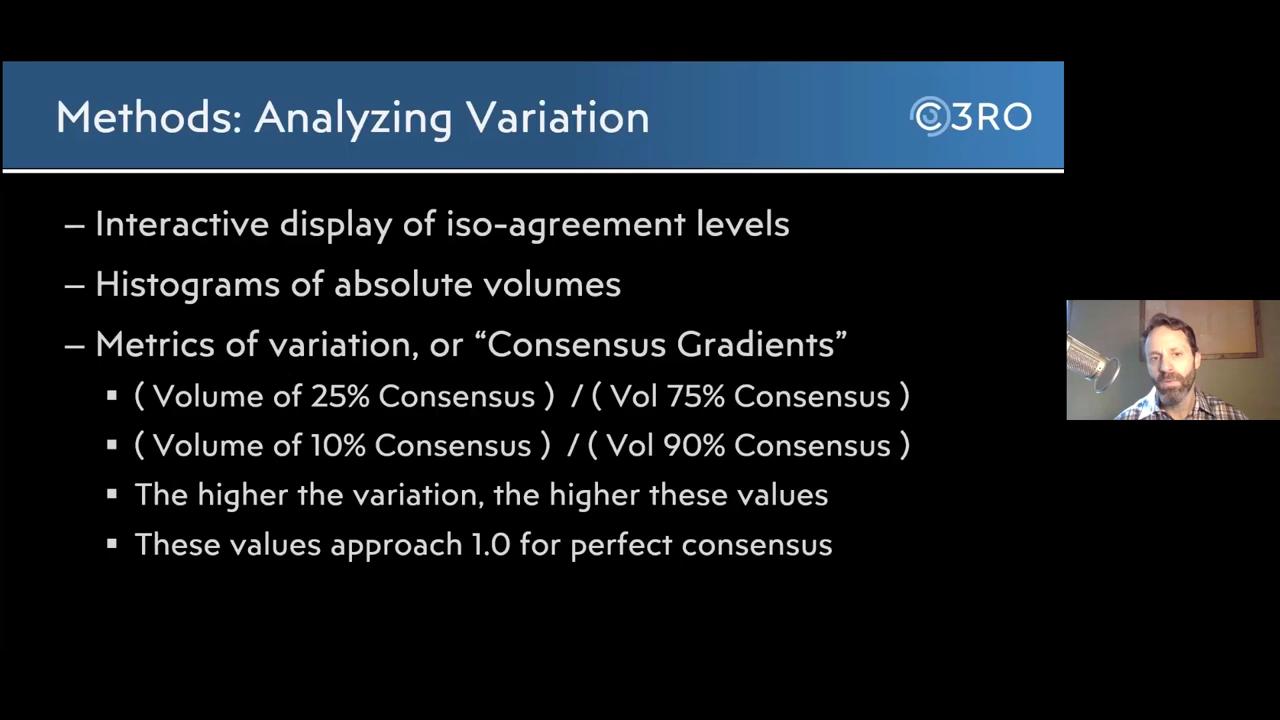 Methods: Analyzing Variation
C3RO
– Interactive display of iso-agreement levels
– Histograms of absolute volumes
– Metrics of variation, or “Consensus Gradients”
▪ ( Volume of 25% Consensus ) / ( Vol 75% Consensus )
▪ ( Volume of 10% Consensus ) / ( Vol 90% Consensus )
▪ The higher the variation, the higher these values
▪ These values approach 1.0 for perfect consensus